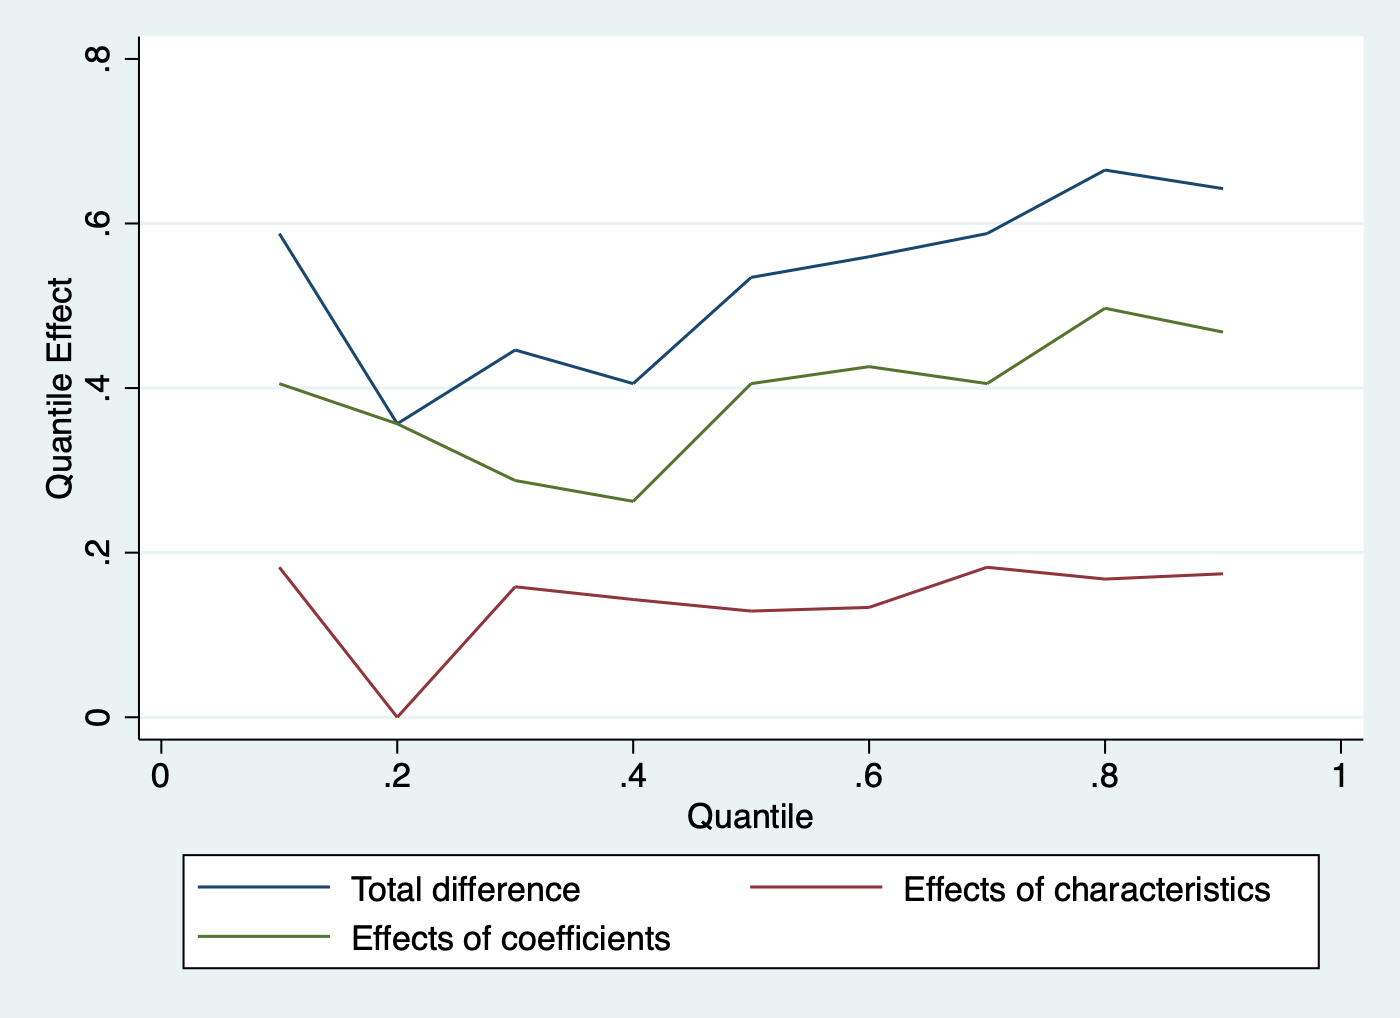 Quantile Effect
.8
.6
.4
.2
0
0 .2 .4 .6 .8 1
Quantile
Total difference Effects of characteristics
Effects of coefficients